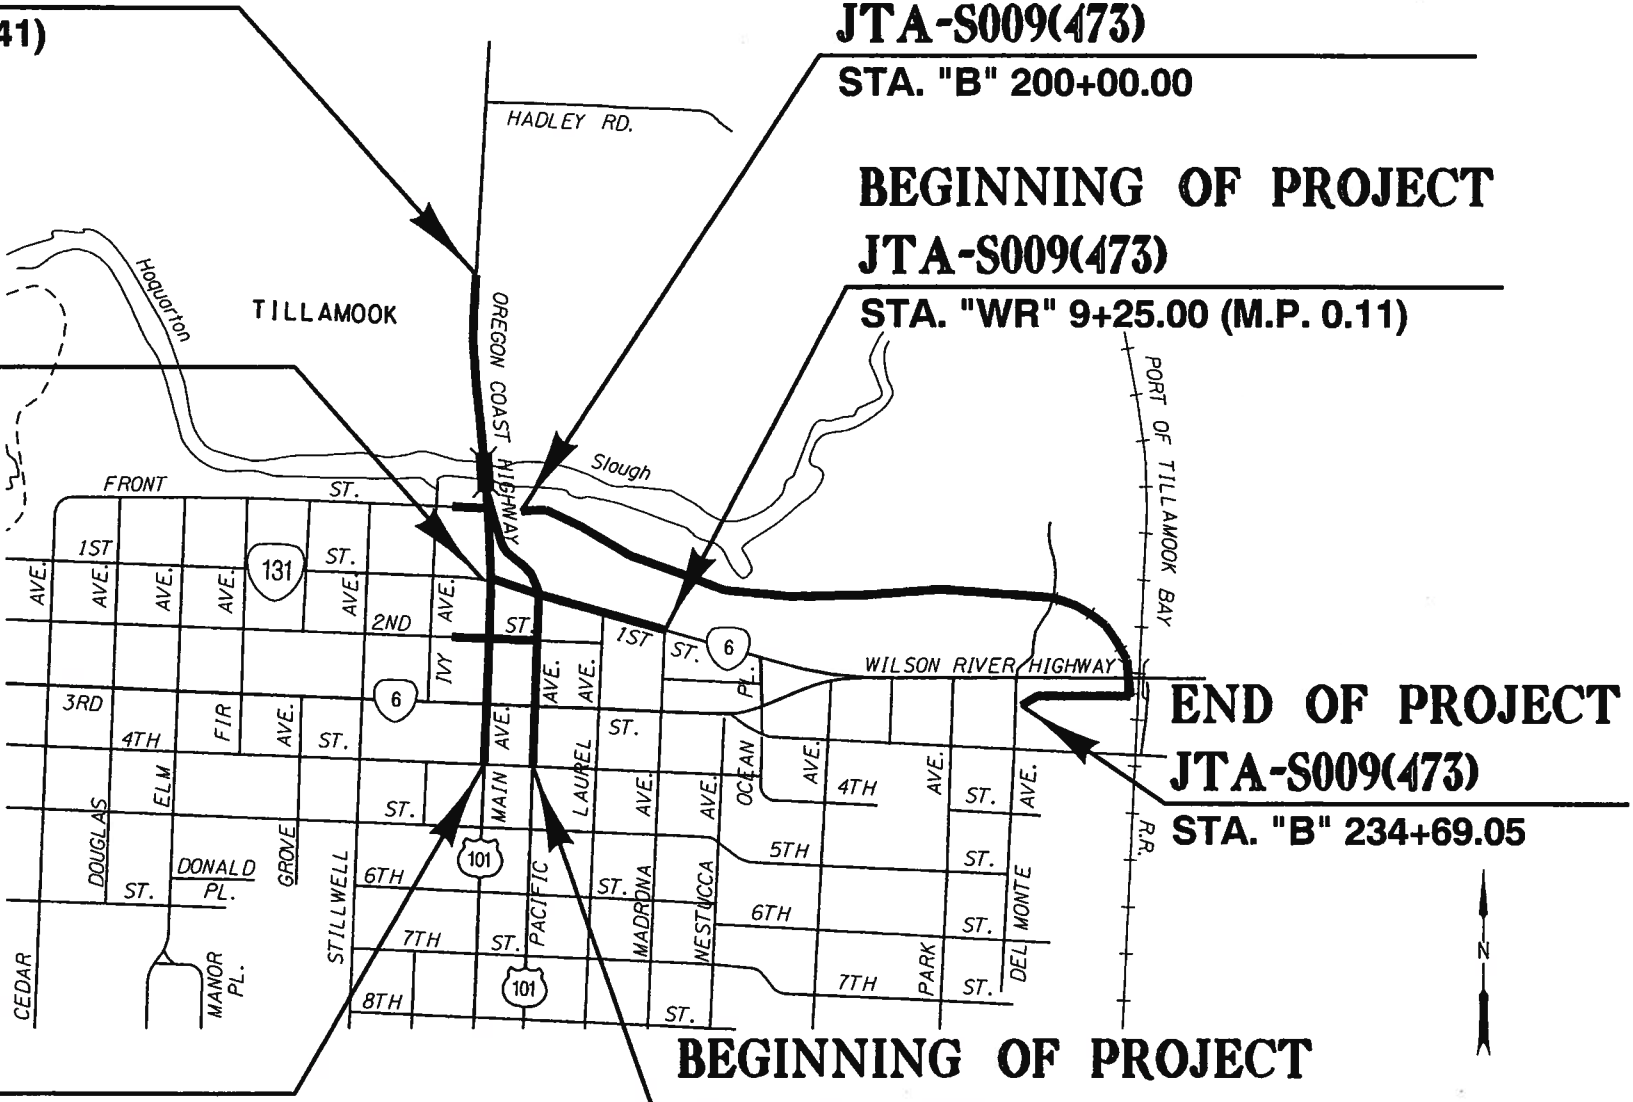 41)
JTA-S009(473)
STA. "B" 200+00.00
HADLEY RD.
BEGINNING OF PROJECT
JTA-S009(473)
STA. "WR" 9+25.00 (M.P. 0.11)
Hoquarton
TILLAMOOK
OREGON COAST HIGHWAY
PORT OF TILLAMOOK BAY
R.R.
Slough
FRONT ST.
1ST
131
ST.
AVE.
AVE.
AVE.
AVE.
AVE.
AVE.
2ND
ST.
1ST
ST.
6
IVY
AVE.
AVE.
PL.
WILSON RIVER HIGHWAY
3RD
6
FIR
AVE.
AVE.
ST.
END OF PROJECT
JTA-S009(473)
STA. "B" 234+69.05
4TH
ST.
ELM
MAIN
LAUREL
AVE.
AVE.
OCEAN
AVE.
4TH
AVE.
ST.
AVE.
DOUGLAS
ST.
GROVE
101
5TH
ST.
DONALD
PL.
ST.
STILLWELL
6TH
ST.
PACIFIC
MADRONA
NESTUCCA
6TH
ST.
DEL MONTE
7TH
ST.
101
CEDAR
MANOR
PL.
8TH
ST.
7TH
ST.
PARK
N
BEGINNING OF PROJECT